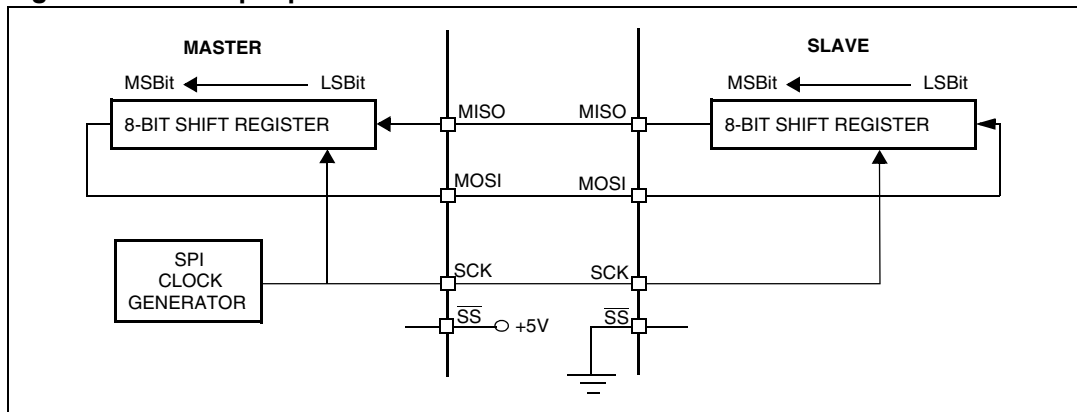 MASTER
MSBit LSBit
8-BIT SHIFT REGISTER
SPI
CLOCK
GENERATOR
MISO MISO
MOSI MOSI
SCK SCK
SS +5V SS
SLAVE
MSBit LSBit
8-BIT SHIFT REGISTER